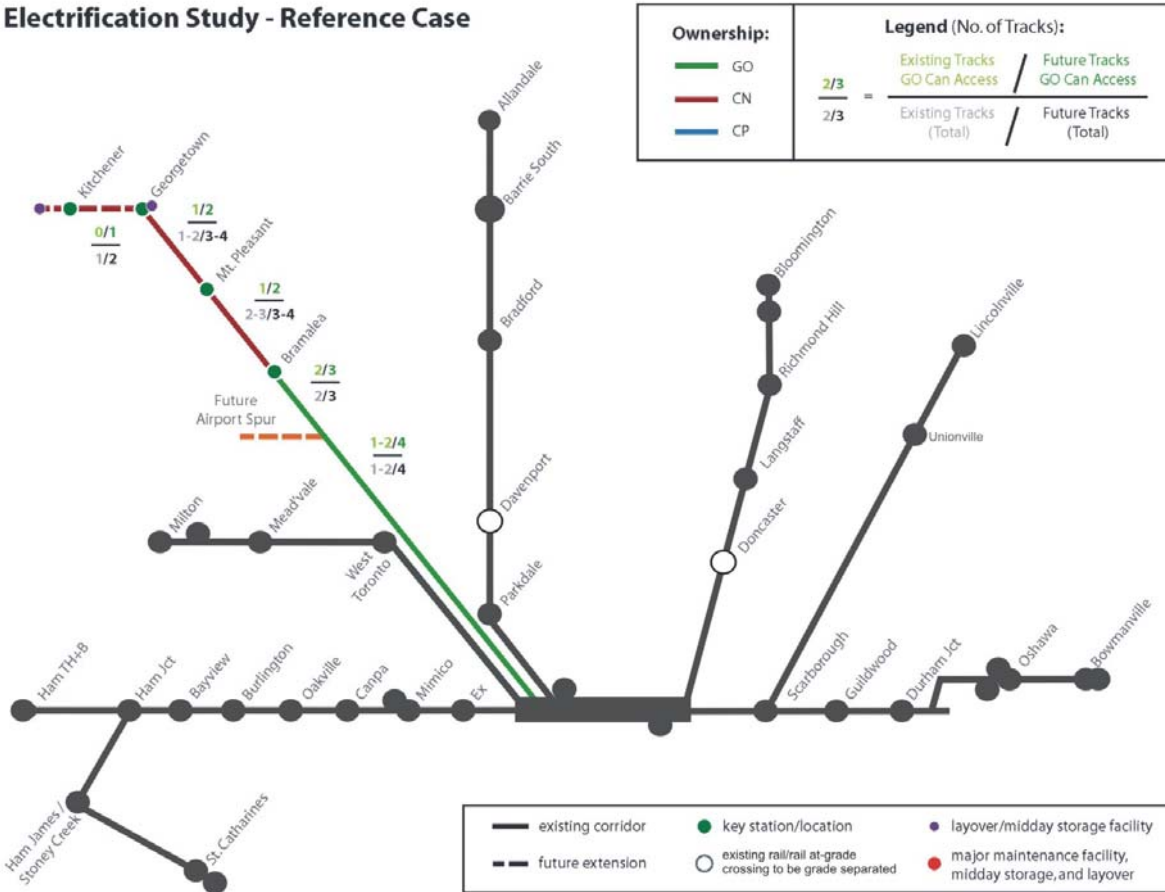 Electrification Study - Reference Case
Ownership:
GO
CN
CP
Legend (No. of Tracks):
2/3
2/3
=
Existing Tracks
GO Can Access
/
Future Tracks
GO Can Access
Existing Tracks
(Total)
/
Future Tracks
(Total)
Kitchener
Georgetown
0/1
1/2
1/2
1-2/3-4
Mt. Pleasant
1/2
2-3/3-4
Bramalea
2/3
2/3
Future
Airport Spur
1-2/4
1-2/4
Allandale
Barrie South
Bradford
Davenport
Parkdale
Bloomington
Richmond Hill
Langstaff
Doncaster
Lincolnville
Unionville
Milton
Mead'vale
West
Toronto
Ham TH+B
Ham Jct
Bayview
Burlington
Oakville
Canpa
Mimico
Ex
Scarborough
Guildwood
Durham Jct
Oshawa
Bowmanville
Ham James /
Stoney Creek
St. Catharines
existing corridor
future extension
key station/location
existing rail/rail at-grade
crossing to be grade separated
layover/midday storage facility
major maintenance facility,
midday storage, and layover